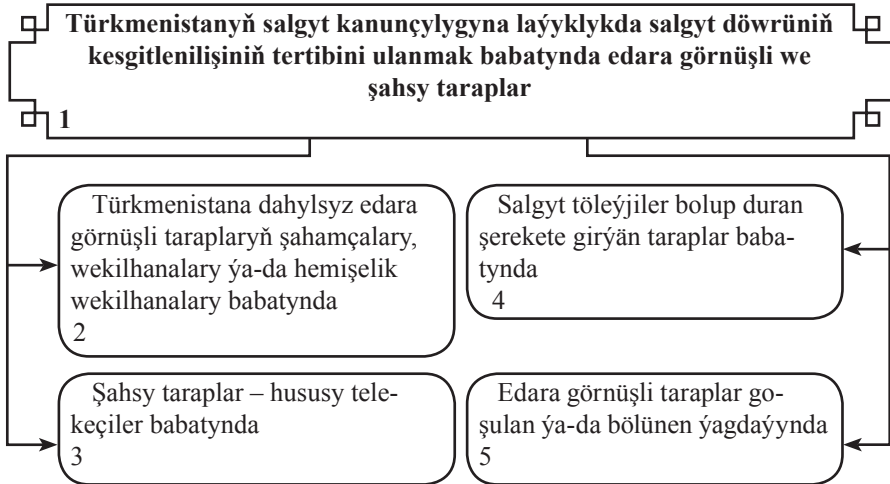 Türkmenistanyň salgyt kanunçylygyna laýyklykda salgyt döwrüniň
kesgitlenilişiniň tertibini ulanmak babatynda edara görnüşli we
şahsy taraplar
1
Türkmenistana dahylsyz edara
görnüşli taraplaryň şahamçalary,
wekilhanalary ýa-da hemişelik
wekilhanalary babatynda
2
Şahsy taraplar – hususy tele-
keçiler babatynda
3
Salgyt töleýjiler bolup duran
şerekete girýän taraplar baba-
tynda
4
Edara görnüşli taraplar go-
şulan ýa-da bölünen ýagdaýynda
5